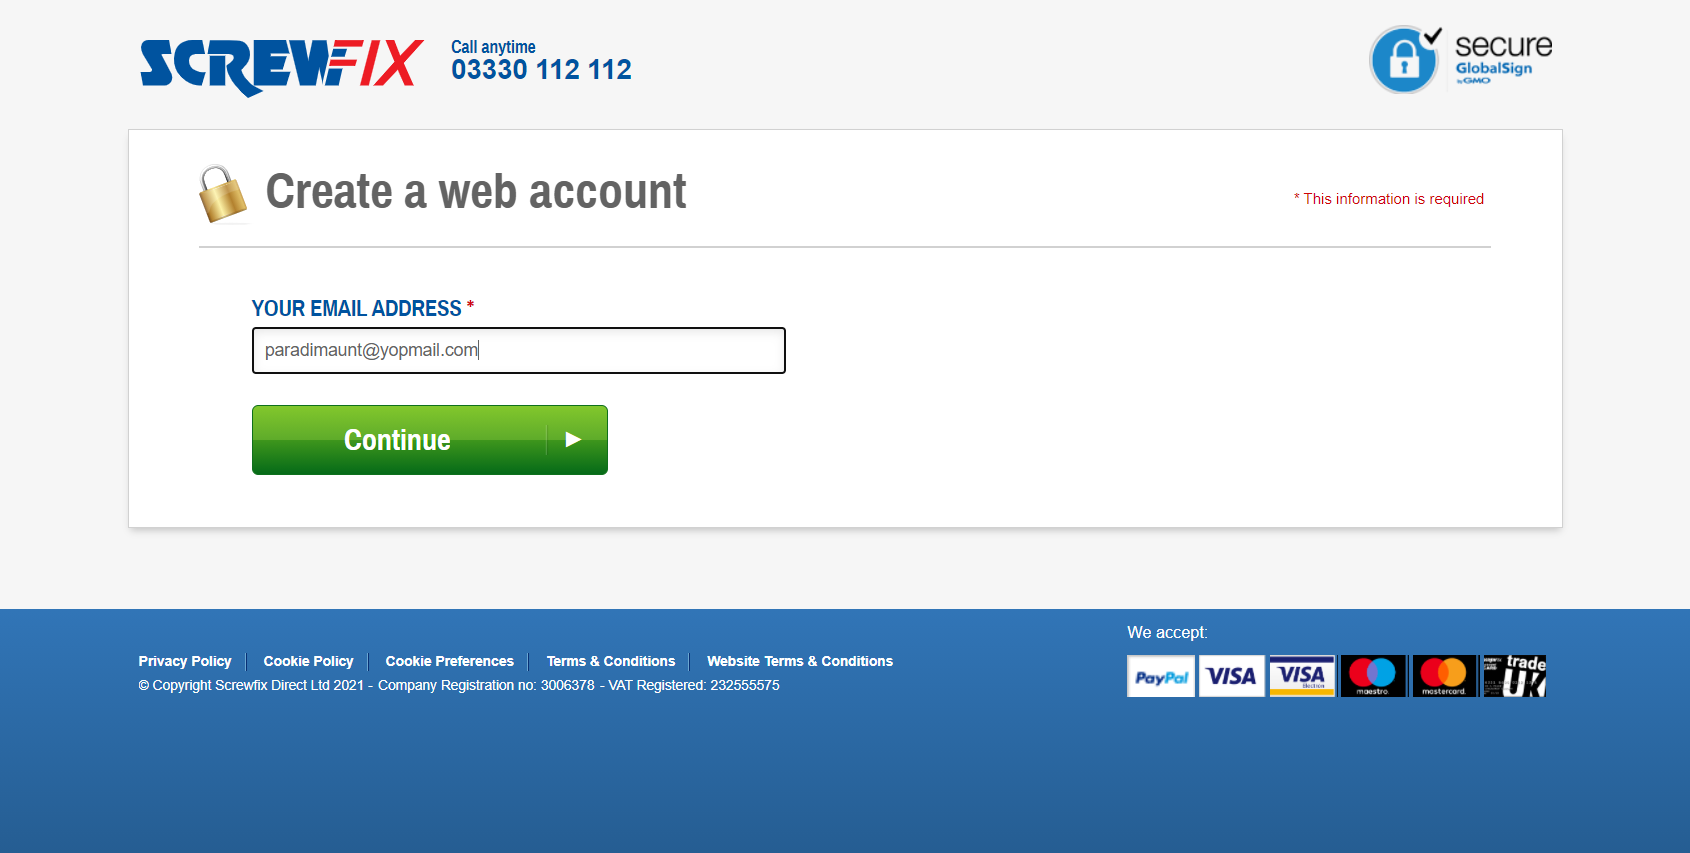 SCREWFIX
Call anytime
03330 112 112
secure
GlobalSign
by GMO
Create a web account
* This information is required
YOUR EMAIL ADDRESS *
paradimaunt@yopmail.com
Continue
We accept:
Privacy Policy Cookie Policy Cookie Preferences Terms & Conditions Website Terms & Conditions
© Copyright Screwfix Direct Ltd 2021 - Company Registration no: 3006378 - VAT Registered: 232555575
PayPal VISA VISA Electron maestro mastercard trade UK